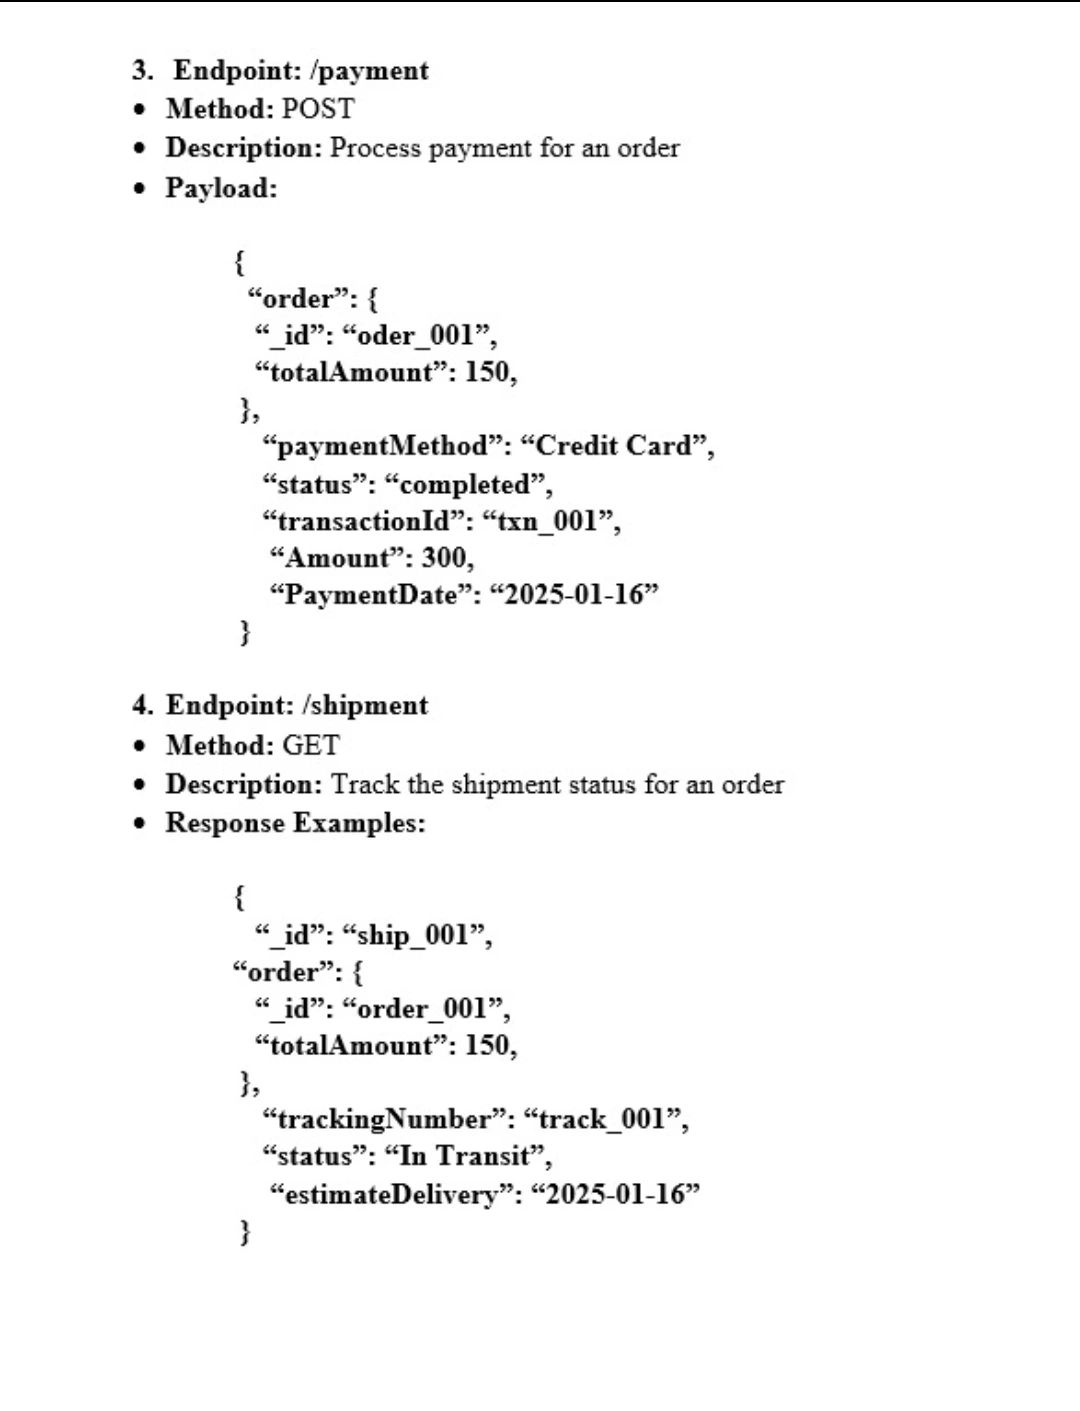 3. Endpoint: /payment
• Method: POST
• Description: Process payment for an order
• Payload:
{
“order”: {
“_id”: “oder_001”,
“totalAmount”: 150,
},
“paymentMethod”: “Credit Card”,
“status”: “completed”,
“transactionId”: “txn_001”,
“Amount”: 300,
“PaymentDate”: “2025-01-16”
}
4. Endpoint: /shipment
• Method: GET
• Description: Track the shipment status for an order
• Response Examples:
{
“_id”: “ship_001”,
“order”: {
“_id”: “order_001”,
“totalAmount”: 150,
},
“trackingNumber”: “track_001”,
“status”: “In Transit”,
“estimateDelivery”: “2025-01-16”
}